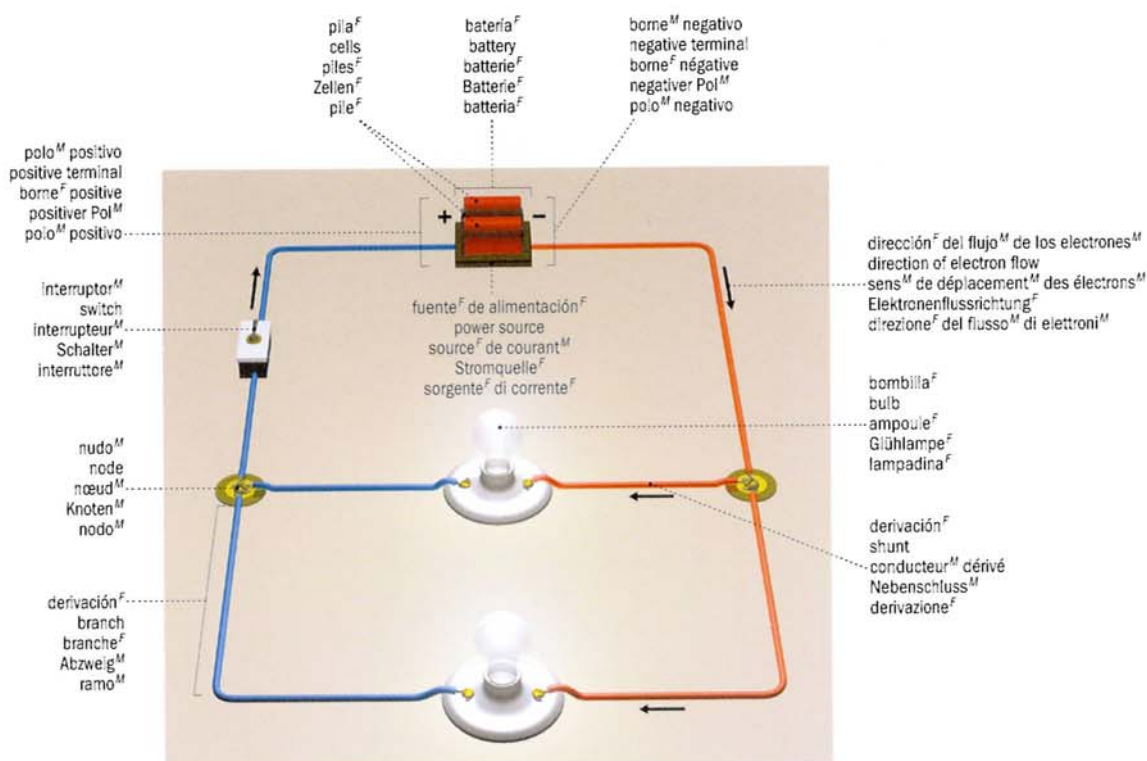 pila^F
cells
piles^F
Zellen^F
pile^F
batería^F
battery
batterie^F
Batterie^F
batteria^F
borne^M negativo
negative terminal
borne^F négative
negativer Pol^M
polo^M negativo
polo^M positivo
positive terminal
borne^F positive
positiver Pol^M
polo^M positivo
+
−
dirección^F del flujo^M de los electrones^M
direction of electron flow
sens^M de déplacement^M des électrons^M
Elektronenflussrichtung^F
direzione^F del flusso^M di elettroni^M
interruptor^M
switch
interrupteur^M
Schalter^M
interruttore^M
fuente^F de alimentación^F
power source
source^F de courant^M
Stromquelle^F
sorgente^F di corrente^F
bombilla^F
bulb
ampoule^F
Glühlampe^F
lampadina^F
nudo^M
node
nœud^M
Knoten^M
nodo^M
derivación^F
shunt
conducteur^M dérivé
Nebenschluss^M
derivazione^F
derivación^F
branch
branche^F
Abzweig^M
ramo^M